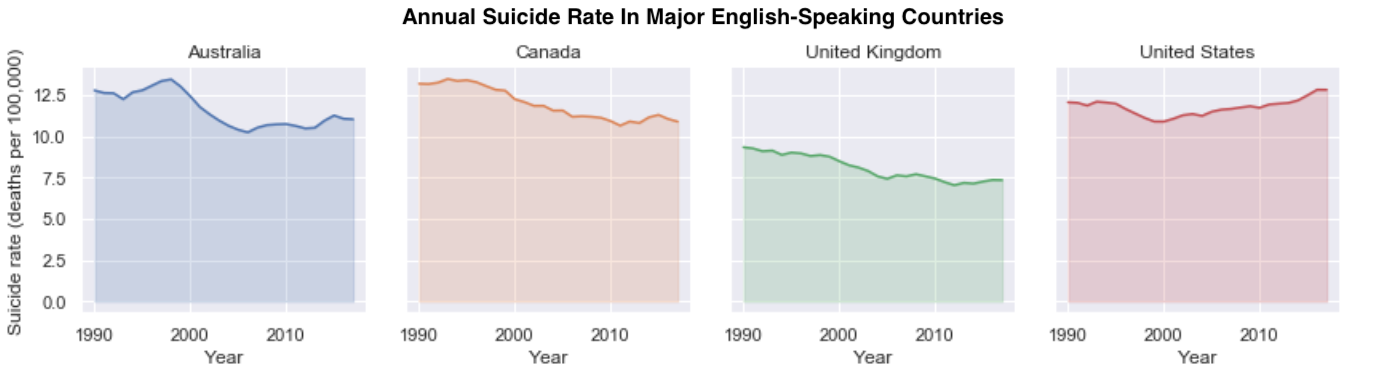 Annual Suicide Rate In Major English-Speaking Countries
Australia
Canada
United Kingdom
United States
Suicide rate (deaths per 100,000)
12.5
10.0
7.5
5.0
2.5
0.0
1990 2000 2010
1990 2000 2010
1990 2000 2010
1990 2000 2010
Year
Year
Year
Year